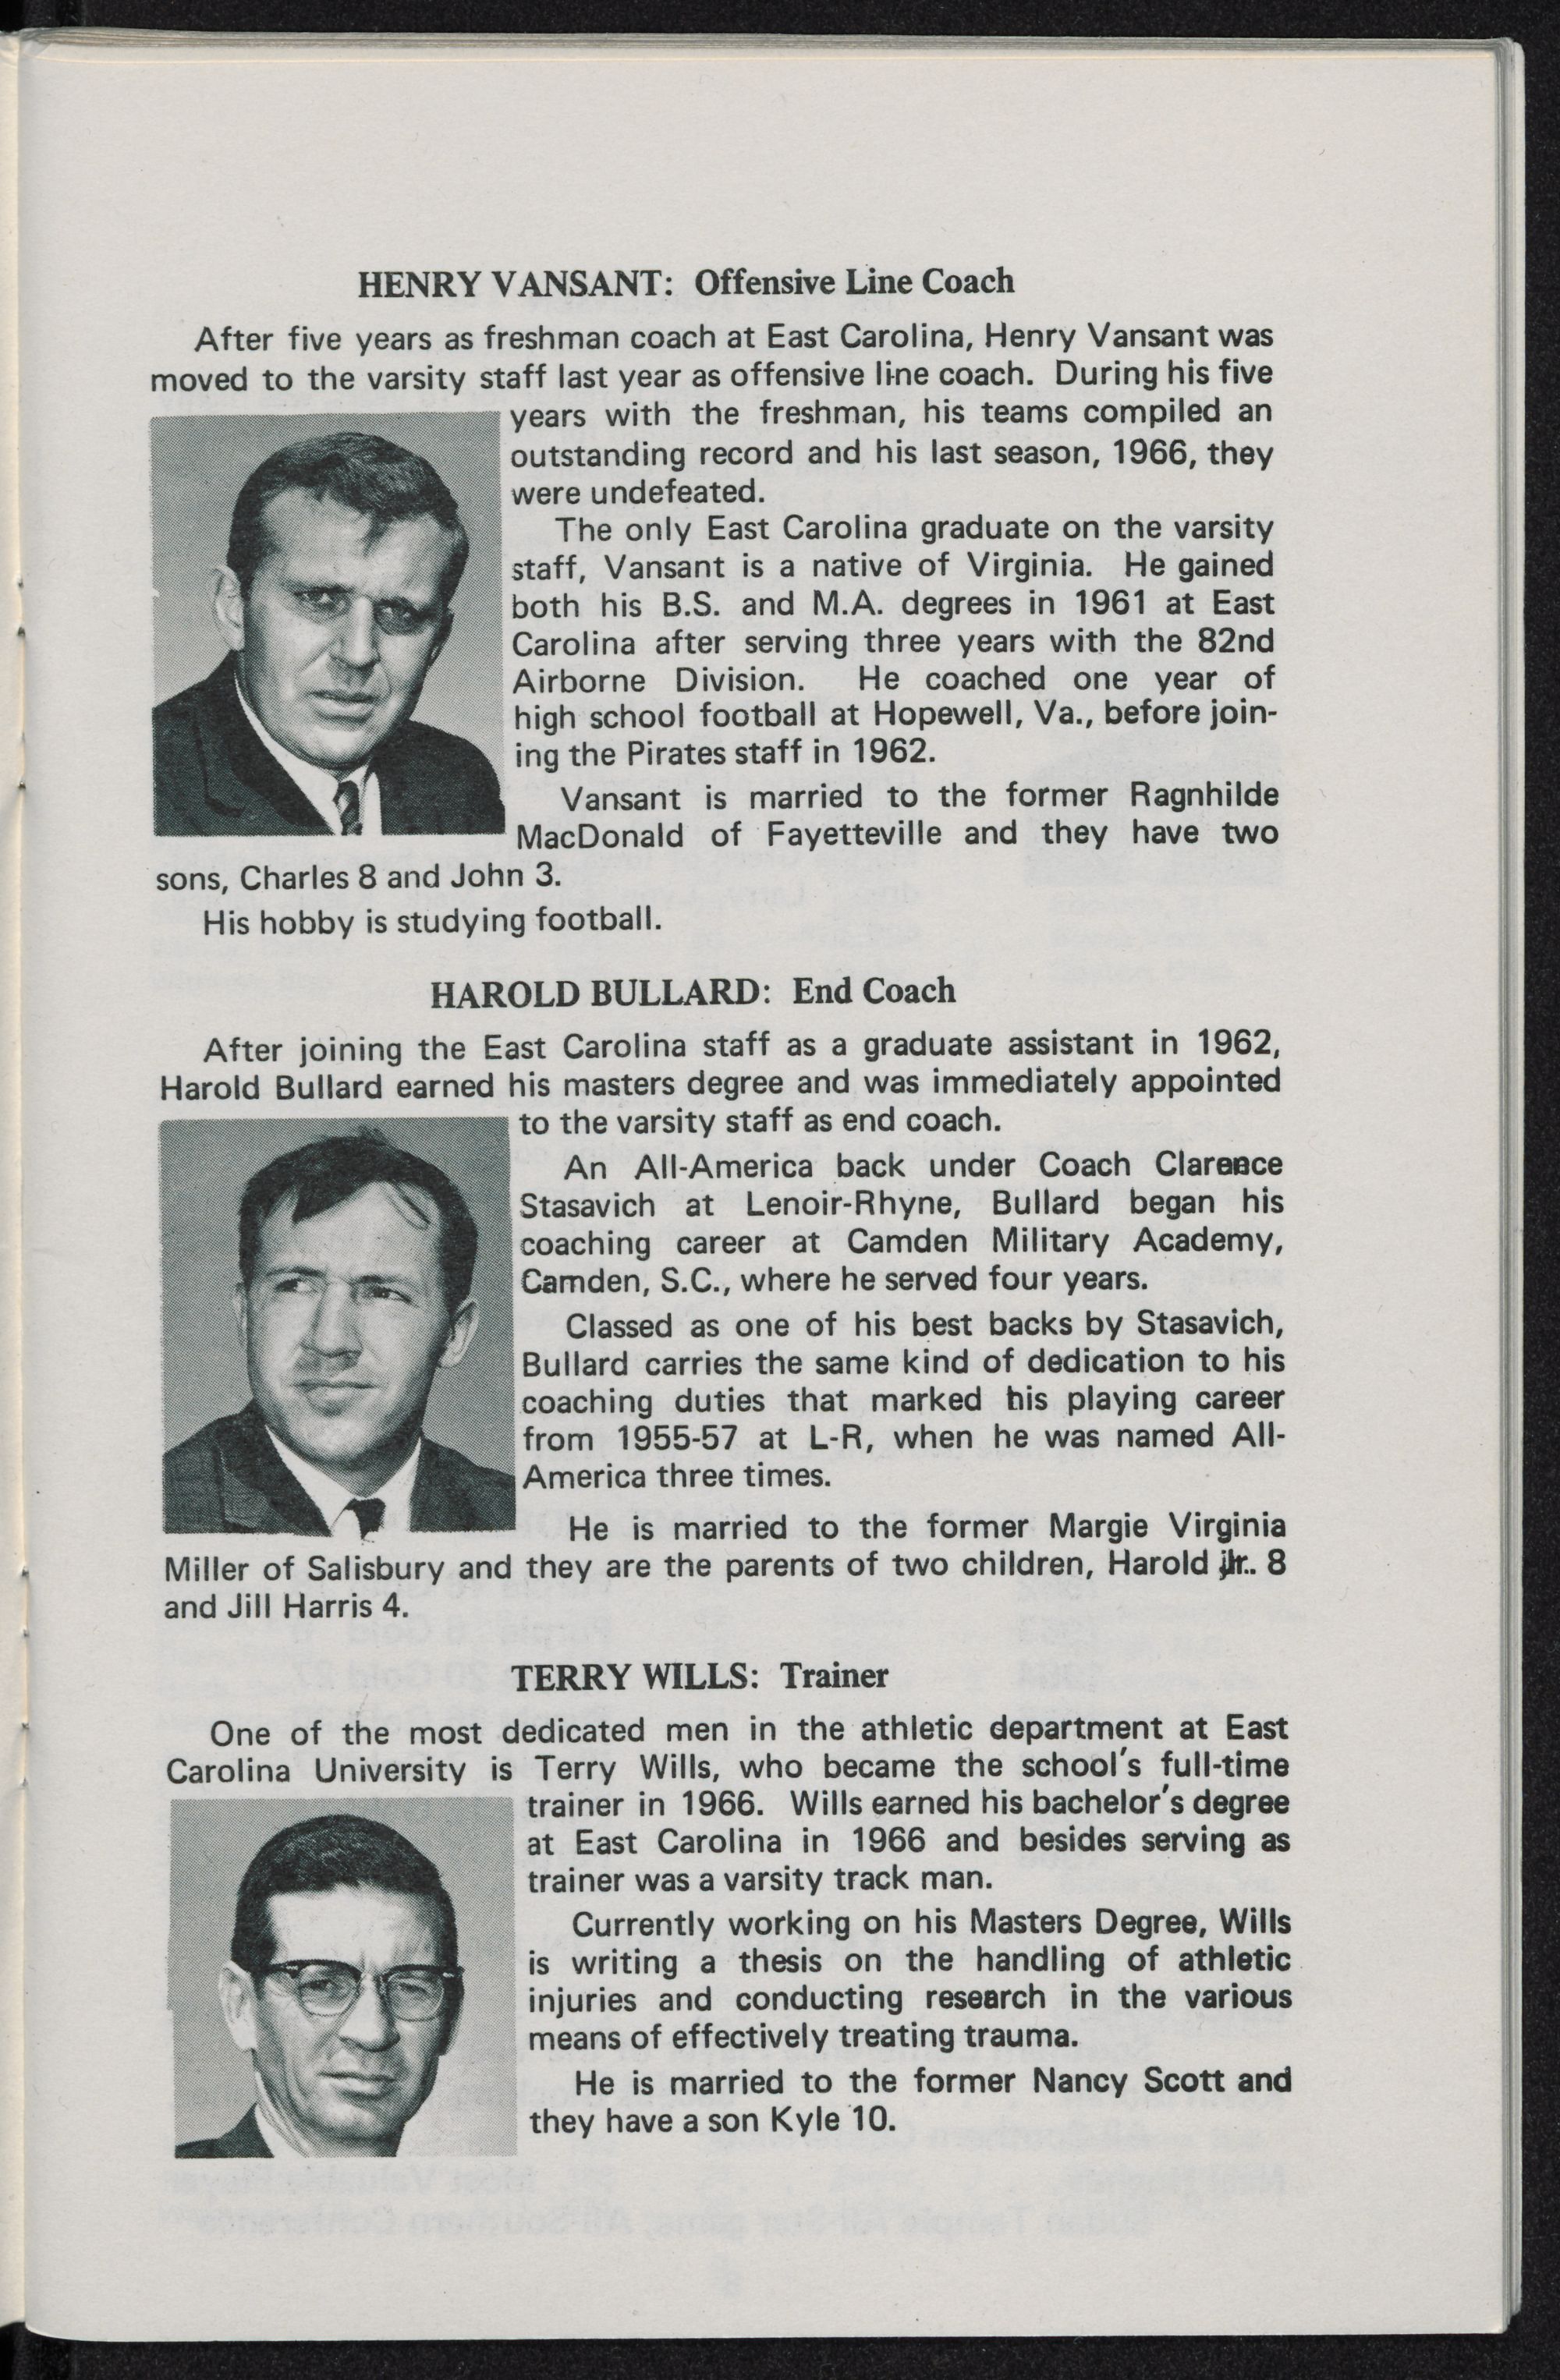 HENRY VANSANT: Offensive Line Coach
After five years as freshman coach at East Carolina, Henry Vansant was
moved to the varsity staff last year as offensive line coach. During his five
years with the freshman, his teams compiled an
outstanding record and his last season, 1966, they
were undefeated.
The only East Carolina graduate on the varsity
staff, Vansant is a native of Virginia. He gained
both his B.S. and M.A. degrees in 1961 at East
Carolina after serving three years with the 82nd
Airborne Division. He coached one year of
high school football at Hopewell, Va., before join-
ing the Pirates staff in 1962.
Vansant is married to the former Ragnhilde
MacDonald of Fayetteville and they have two
sons, Charles 8 and John 3.
His hobby is studying football.
HAROLD BULLARD: End Coach
After joining the East Carolina staff as a graduate assistant in 1962,
Harold Bullard earned his masters degree and was immediately appointed
to the varsity staff as end coach.
An All-America back under Coach Clarence
Stasavich at Lenoir-Rhyne, Bullard began his
coaching career at Camden Military Academy,
Camden, S.C., where he served four years.
Classed as one of his best backs by Stasavich,
Bullard carries the same kind of dedication to his
coaching duties that marked his playing career
from 1955-57 at L-R, when he was named All-
America three times.
He is married to the former Margie Virginia
Miller of Salisbury and they are the parents of two children, Harold jr.. 8
and Jill Harris 4.
TERRY WILLS: Trainer
One of the most dedicated men in the athletic department at East
Carolina University is Terry Wills, who became the school's full-time
trainer in 1966. Wills earned his bachelor's degree
at East Carolina in 1966 and besides serving as
trainer was a varsity track man.
Currently working on his Masters Degree, Wills
is writing a thesis on the handling of athletic
injuries and conducting research in the various
means of effectively treating trauma.
He is married to the former Nancy Scott and
they have a son Kyle 10.